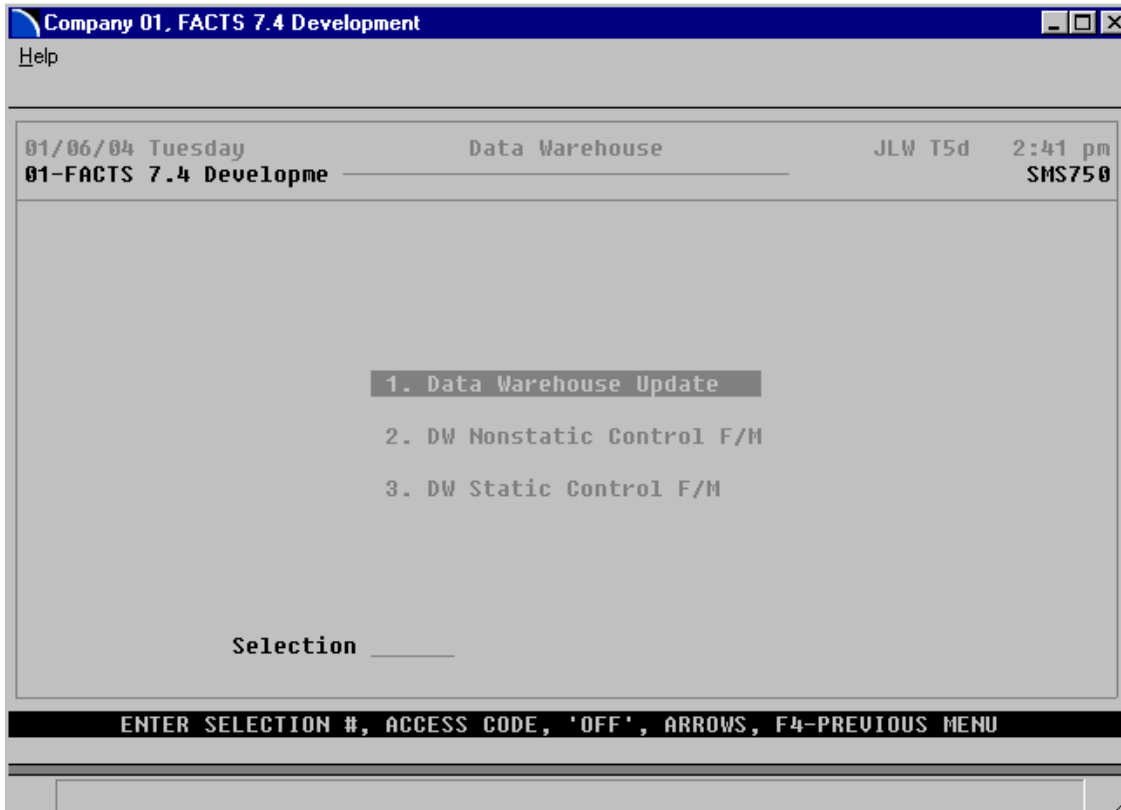 Company 01, FACTS 7.4 Development
Help
01/06/04 Tuesday Data Warehouse JLW T5d 2:41 pm
01-FACTS 7.4 Developme SMS750
1. Data Warehouse Update
2. DW Nonstatic Control F/M
3. DW Static Control F/M
Selection ______
ENTER SELECTION #, ACCESS CODE, 'OFF', ARROWS, F4-PREVIOUS MENU